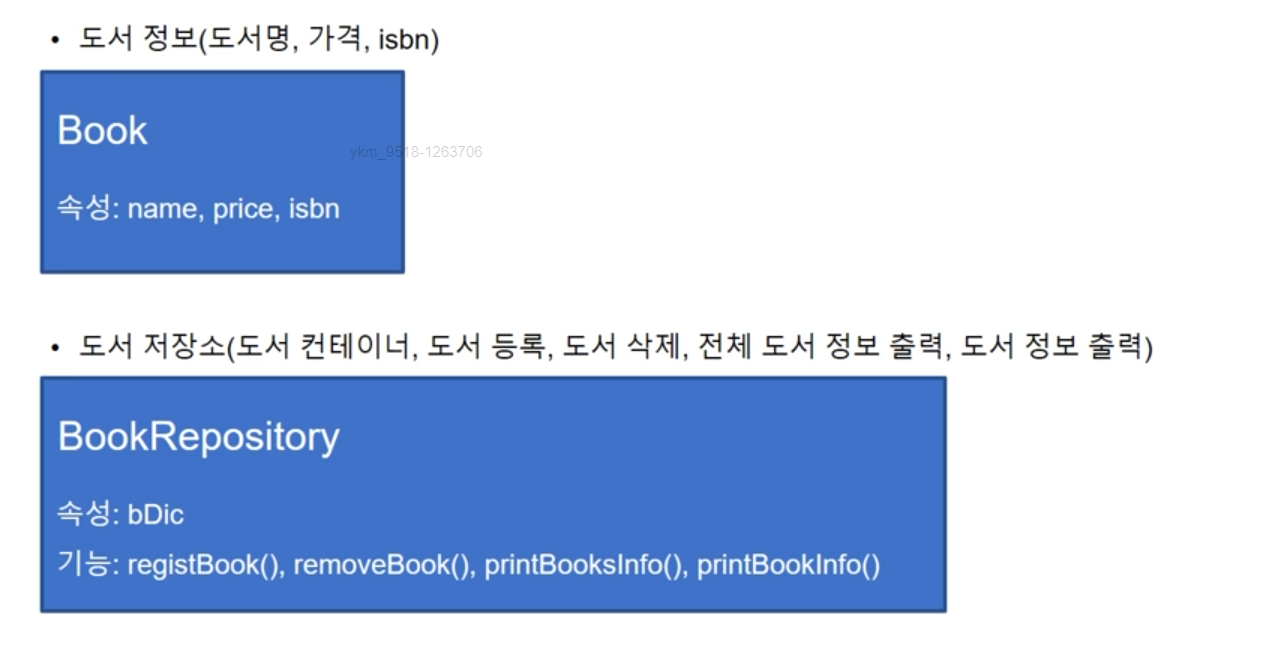 • 도서 정보(도서명, 가격, isbn)
Book
ykm_9518-1263706
속성: name, price, isbn
• 도서 저장소(도서 컨테이너, 도서 등록, 도서 삭제, 전체 도서 정보 출력, 도서 정보 출력)
BookRepository
속성: bDic
기능: registBook(), removeBook(), printBooksInfo(), printBookInfo()